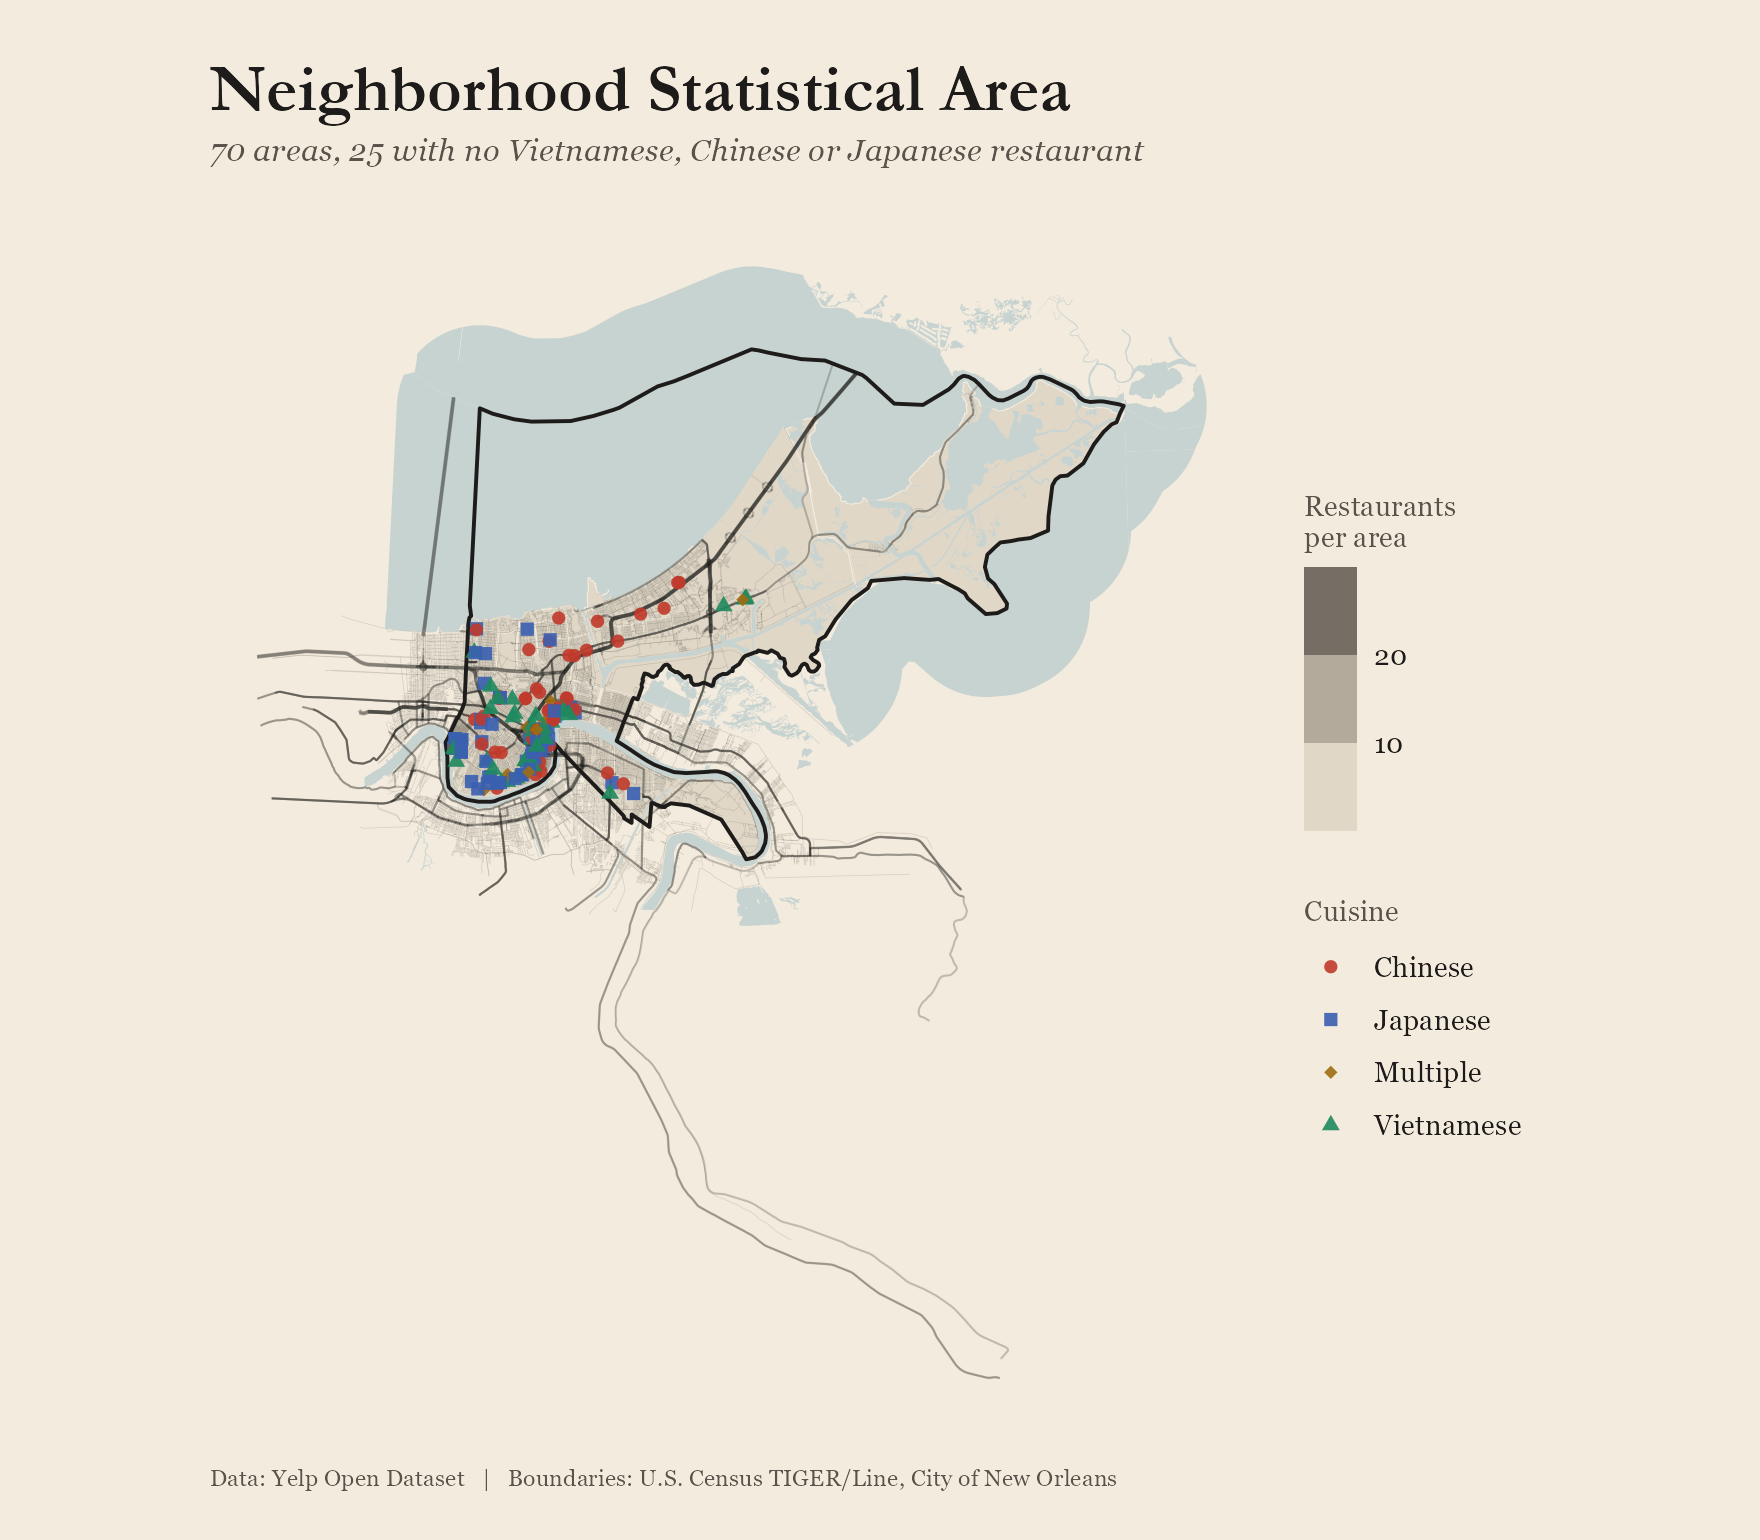 Neighborhood Statistical Area
70 areas, 25 with no Vietnamese, Chinese or Japanese restaurant
Restaurants
per area
20
10
Cuisine
Chinese
Japanese
Multiple
Vietnamese
Data: Yelp Open Dataset | Boundaries: U.S. Census TIGER/Line, City of New Orleans